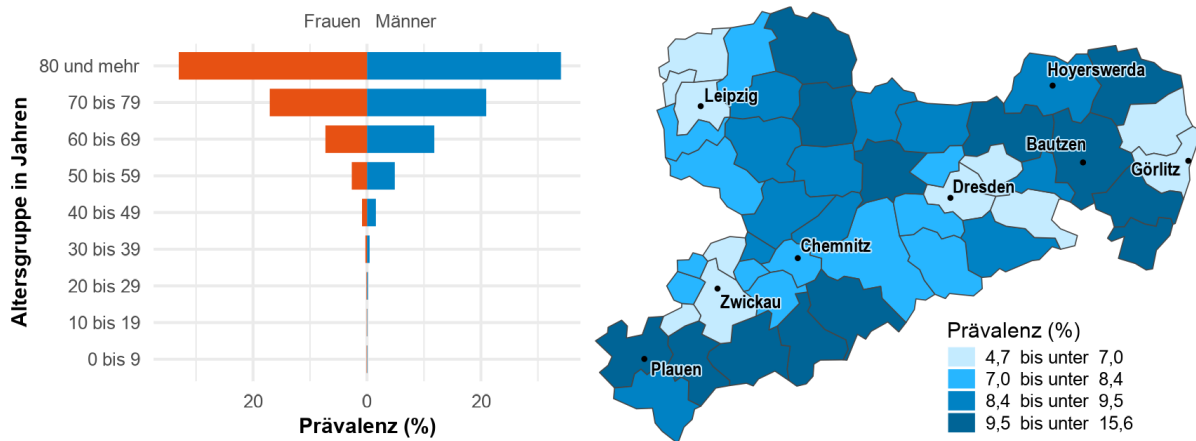 Frauen Männer
Altersgruppe in Jahren
80 und mehr
70 bis 79
60 bis 69
50 bis 59
40 bis 49
30 bis 39
20 bis 29
10 bis 19
0 bis 9
20 0 20
Prävalenz (%)
Hoyerswerda
Leipzig
Bautzen
Görlitz
Dresden
Chemnitz
Zwickau
Plauen
Prävalenz (%)
4,7 bis unter 7,0
7,0 bis unter 8,4
8,4 bis unter 9,5
9,5 bis unter 15,6